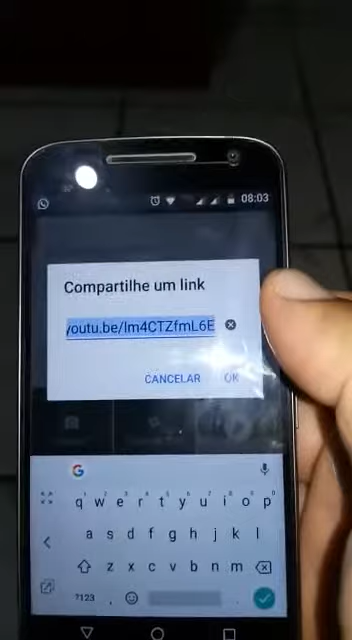 08:03
Compartilhe um link
youtu.be/lm4CTZfmL6E
CANCELAR OK
G
q w e r t y u i o p
a s d f g h j k l
z x c v b n m
?123 , .